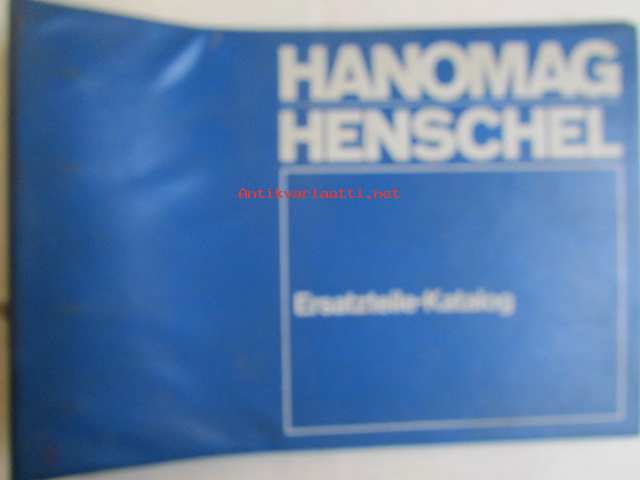 HANOMAG
HENSCHEL
Antikvariaatti.net
Ersatzteile-Katalog